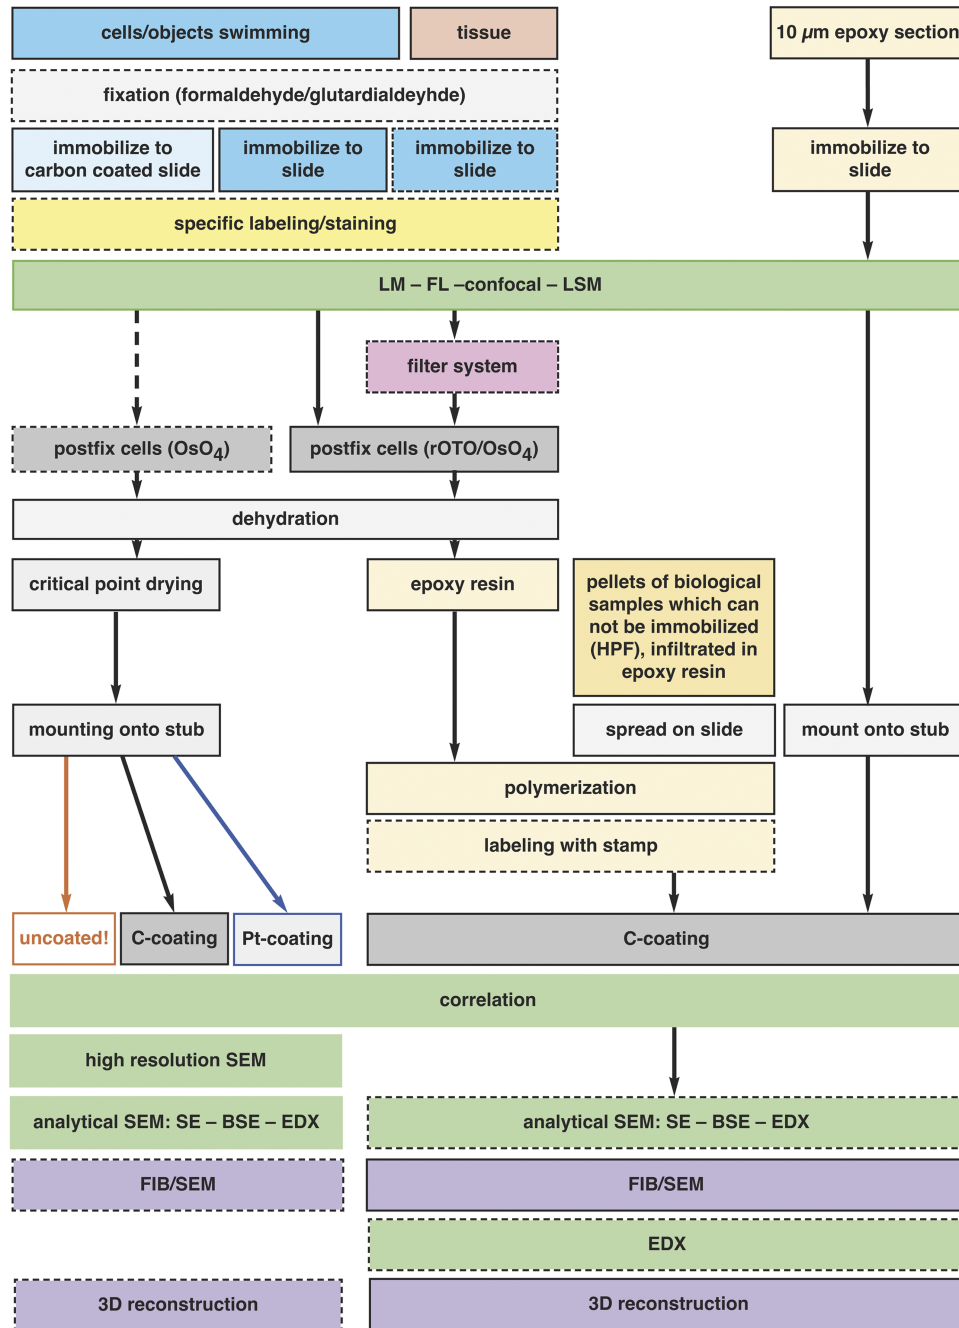 cells/objects swimming
tissue
10 µm epoxy section
fixation (formaldehyde/glutardialdeyhde)
immobilize to
carbon coated slide
immobilize to
slide
immobilize to
slide
immobilize to
slide
specific labeling/staining
LM – FL –confocal – LSM
filter system
postfix cells (OsO₄)
postfix cells (rOTO/OsO₄)
dehydration
critical point drying
epoxy resin
pellets of biological
samples which can
not be immobilized
(HPF), infiltrated in
epoxy resin
mounting onto stub
spread on slide
mount onto stub
polymerization
labeling with stamp
uncoated!
C-coating
Pt-coating
C-coating
correlation
high resolution SEM
analytical SEM: SE – BSE – EDX
analytical SEM: SE – BSE – EDX
FIB/SEM
FIB/SEM
EDX
3D reconstruction
3D reconstruction